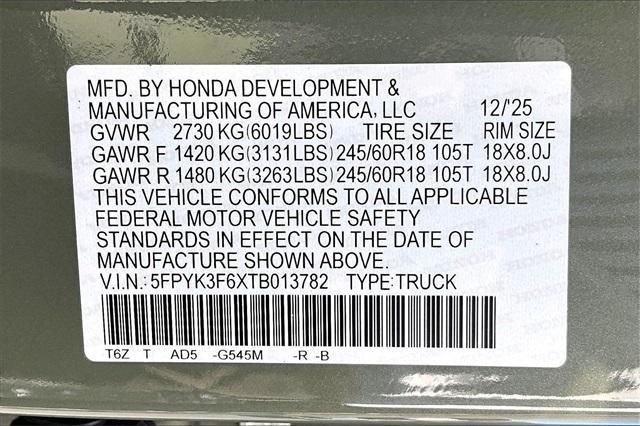 MFD. BY HONDA DEVELOPMENT &
MANUFACTURING OF AMERICA, LLC 12/'25
GVWR 2730 KG(6019LBS) TIRE SIZE RIM SIZE
GAWR F 1420 KG(3131LBS) 245/60R18 105T 18X8.0J
GAWR R 1480 KG(3263LBS) 245/60R18 105T 18X8.0J
THIS VEHICLE CONFORMS TO ALL APPLICABLE
FEDERAL MOTOR VEHICLE SAFETY
STANDARDS IN EFFECT ON THE DATE OF
MANUFACTURE SHOWN ABOVE.
V.I.N.: 5FPYK3F6XTB013782 TYPE: TRUCK
T6Z T AD5 -G545M -R -B